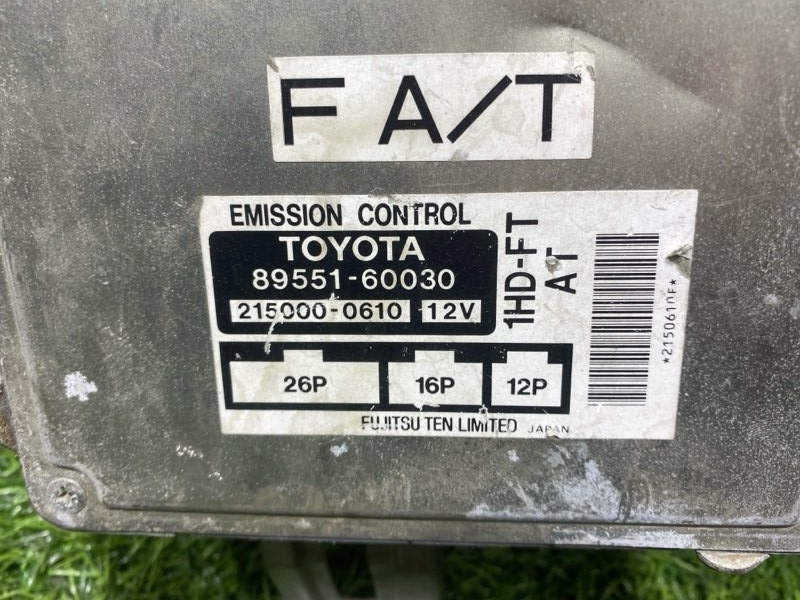 F A/T
EMISSION CONTROL
TOYOTA
89551-60030
215000-0610 12V
1HD-FT
AT
26P 16P 12P
FUJITSU TEN LIMITED JAPAN
*2150610F*